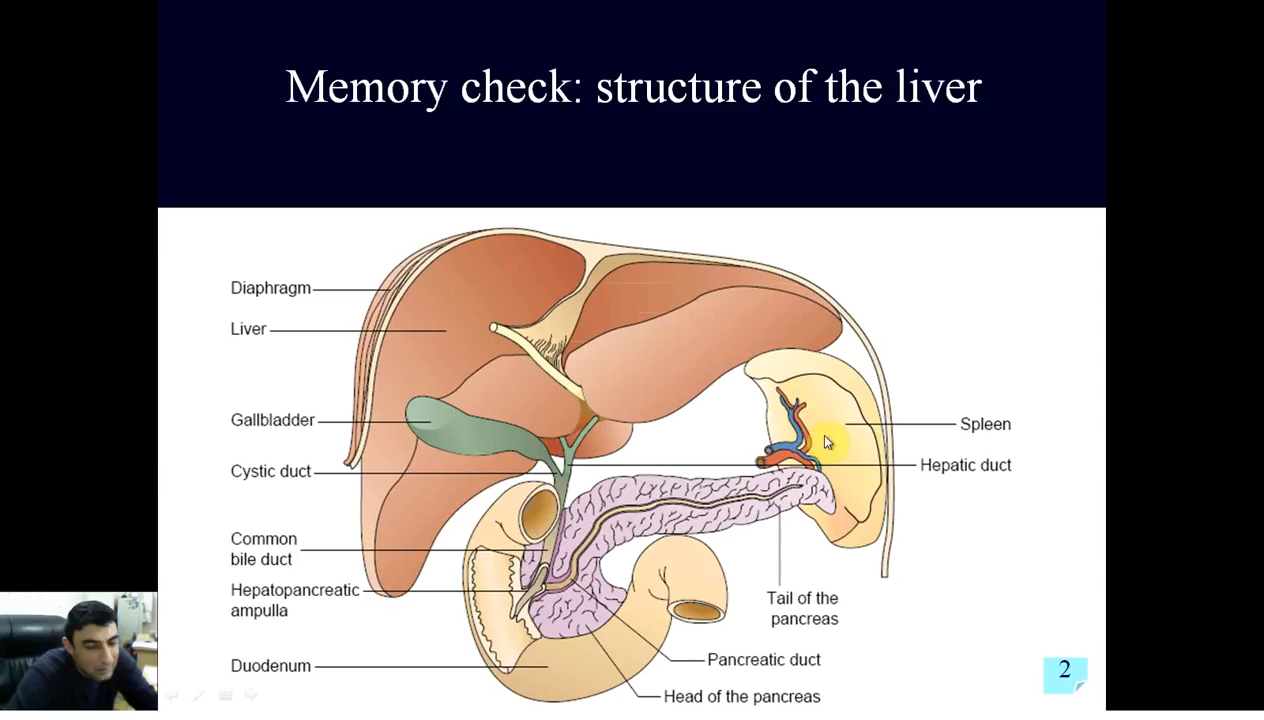 Memory check: structure of the liver
Diaphragm
Liver
Gallbladder
Cystic duct
Common
bile duct
Hepatopancreatic
ampulla
Duodenum
Spleen
Hepatic duct
Tail of the
pancreas
Pancreatic duct
Head of the pancreas
2